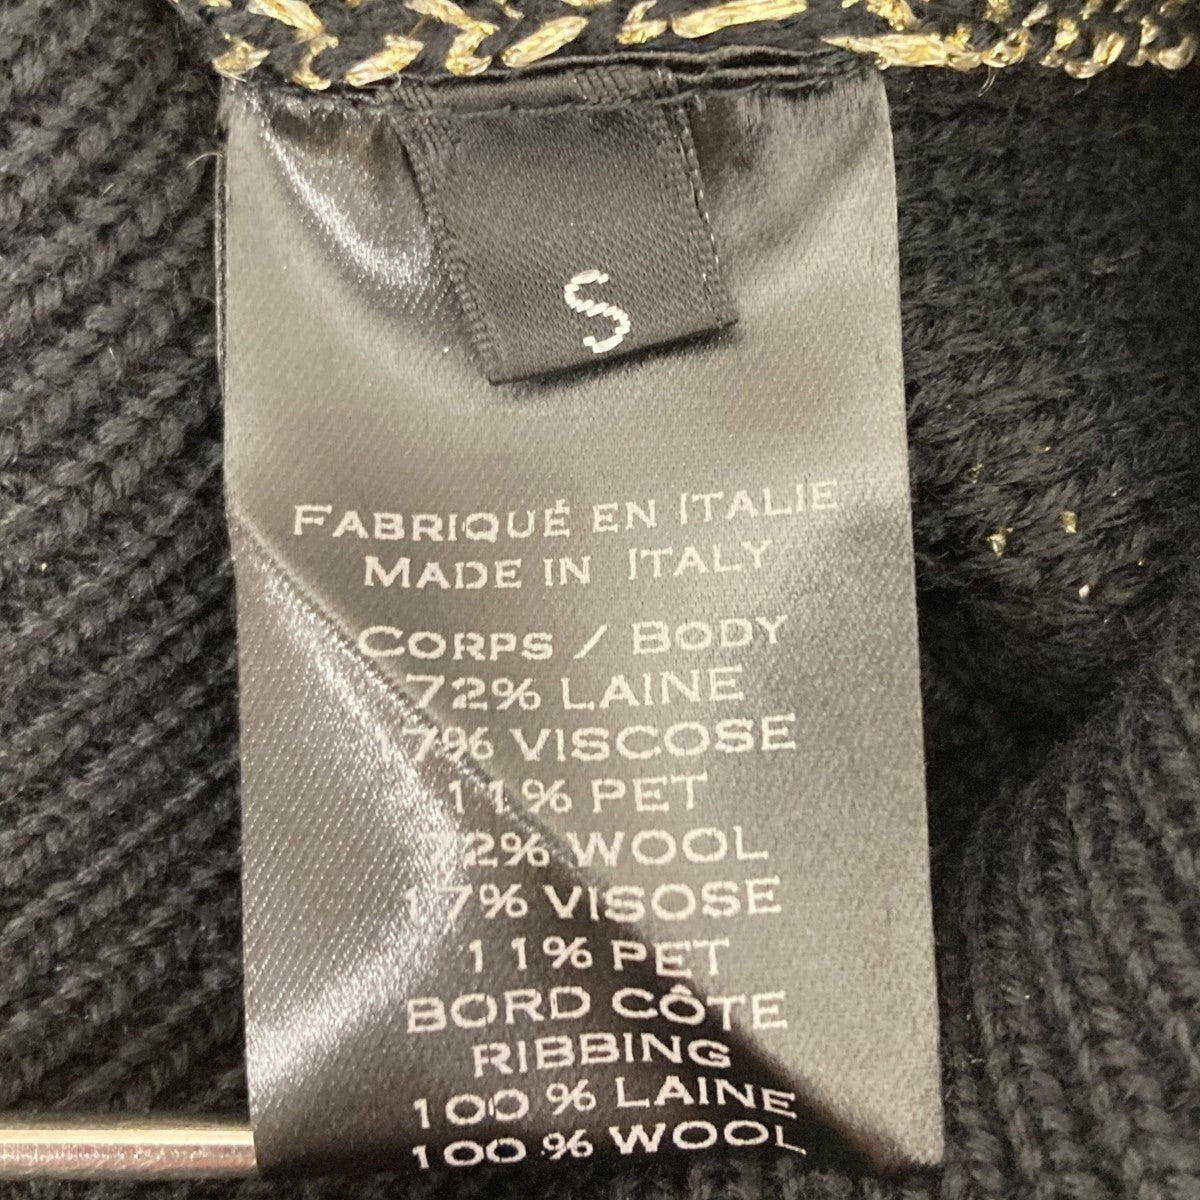 S
FABRIQUÉ EN ITALIE
MADE IN ITALY
CORPS / BODY
72% LAINE
17% VISCOSE
11% PET
72% WOOL
17% VISOSE
11% PET
BORD CÔTE
RIBBING
100 % LAINE
100 % WOOL